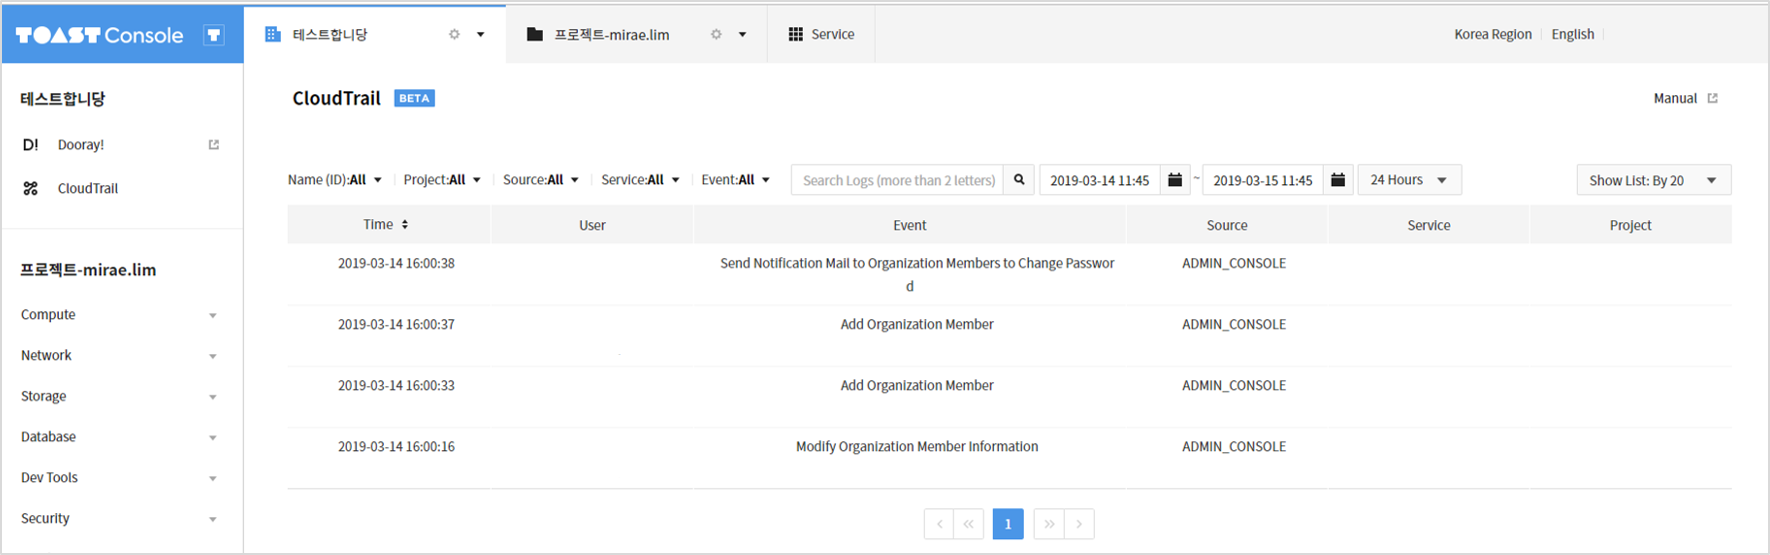 TOAST Console T
테스트합니당
프로젝트-mirae.lim
Service
Korea Region
English
테스트합니당
D! Dooray!
CloudTrail
프로젝트-mirae.lim
Compute
Network
Storage
Database
Dev Tools
Security
CloudTrail BETA
Manual
Name (ID):All Project:All Source:All Service:All Event:All Search Logs (more than 2 letters) 2019-03-14 11:45 ~ 2019-03-15 11:45 24 Hours Show List: By 20
Time User Event Source Service Project
2019-03-14 16:00:38 Send Notification Mail to Organization Members to Change Passwor ADMIN_CONSOLE
d
2019-03-14 16:00:37 Add Organization Member ADMIN_CONSOLE
2019-03-14 16:00:33 Add Organization Member ADMIN_CONSOLE
2019-03-14 16:00:16 Modify Organization Member Information ADMIN_CONSOLE
< « 1 » >